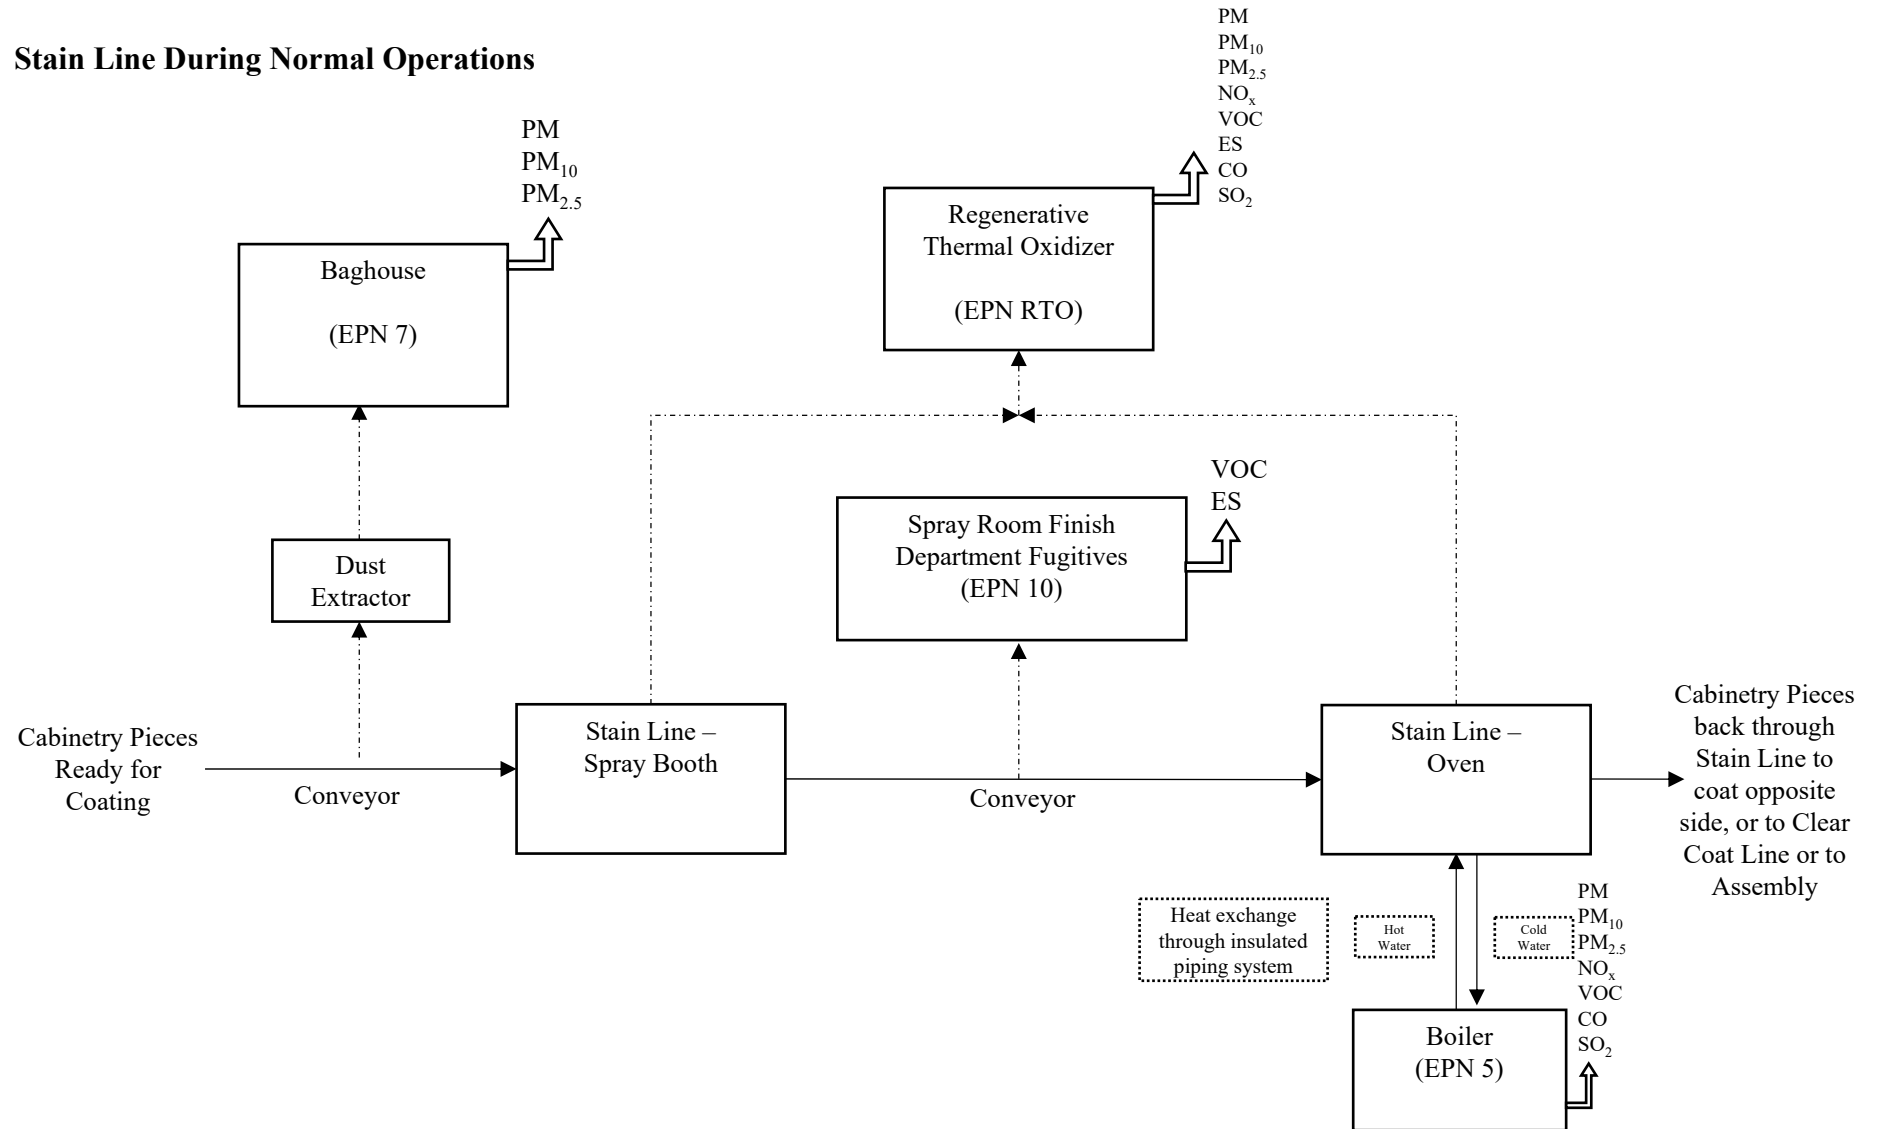 Stain Line During Normal Operations
PM
PM₁₀
PM₂.₅
Baghouse
(EPN 7)
Dust
Extractor
PM
PM₁₀
PM₂.₅
NOₓ
VOC
ES
CO
SO₂
Regenerative
Thermal Oxidizer
(EPN RTO)
VOC
ES
Spray Room Finish
Department Fugitives
(EPN 10)
Cabinetry Pieces
Ready for
Coating
Conveyor
Stain Line –
Spray Booth
Conveyor
Stain Line –
Oven
Cabinetry Pieces
back through
Stain Line to
coat opposite
side, or to Clear
Coat Line or to
Assembly
Heat exchange
through insulated
piping system
Hot
Water
Cold
Water
PM
PM₁₀
PM₂.₅
NOₓ
VOC
CO
SO₂
Boiler
(EPN 5)